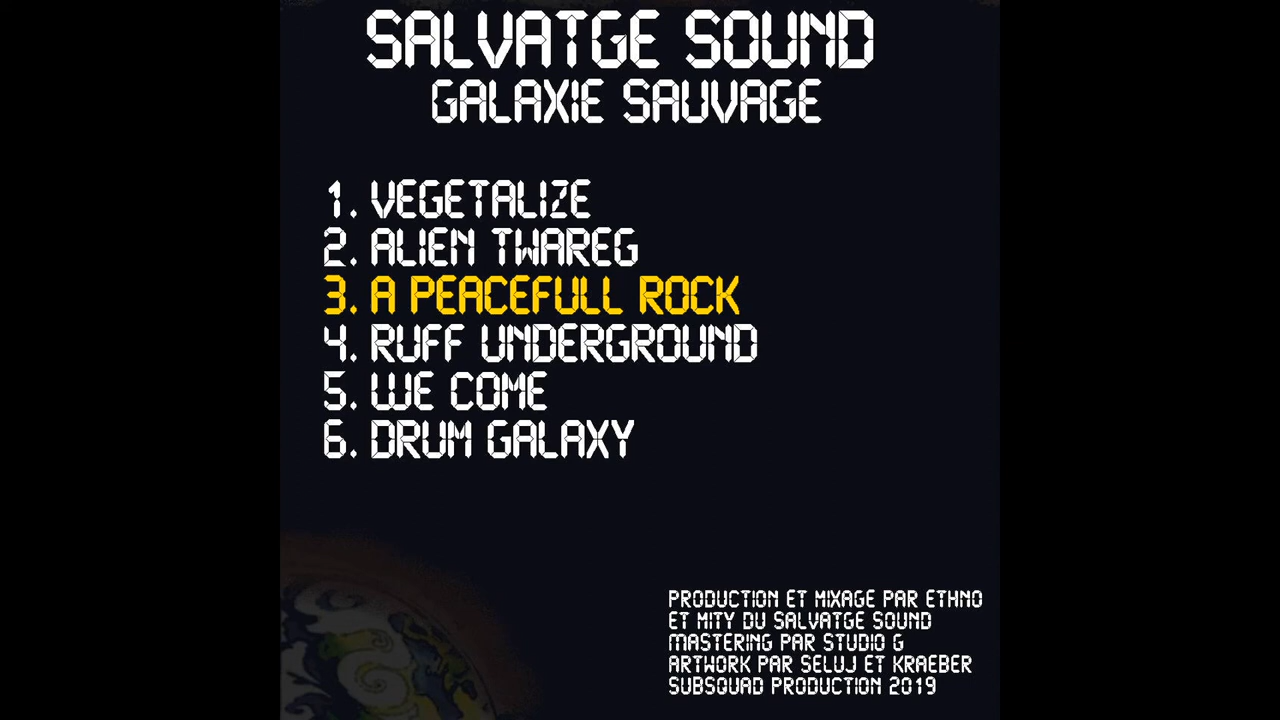 SALVATGE SOUND
GALAXIE SAUVAGE
1. VEGETALIZE
2. ALIEN TWAREG
3. A PEACEFULL ROCK
4. RUFF UNDERGROUND
5. WE COME
6. DRUM GALAXY
PRODUCTION ET MIXAGE PAR ETHNO
ET MITY DU SALVATGE SOUND
MASTERING PAR STUDIO G
ARTWORK PAR SELUJ ET KRAEBER
SUBSQUAD PRODUCTION 2019